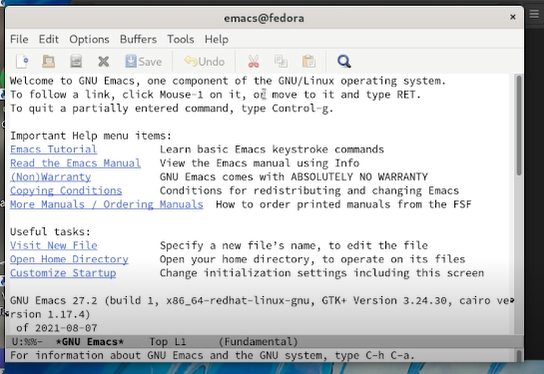 emacs@fedora
File Edit Options Buffers Tools Help
Save Undo
Welcome to GNU Emacs, one component of the GNU/Linux operating system.
To follow a link, click Mouse-1 on it, or move to it and type RET.
To quit a partially entered command, type Control-g.
Important Help menu items:
Emacs Tutorial Learn basic Emacs keystroke commands
Read the Emacs Manual View the Emacs manual using Info
(Non)Warranty GNU Emacs comes with ABSOLUTELY NO WARRANTY
Copying Conditions Conditions for redistributing and changing Emacs
More Manuals / Ordering Manuals How to order printed manuals from the FSF
Useful tasks:
Visit New File Specify a new file's name, to edit the file
Open Home Directory Open your home directory, to operate on its files
Customize Startup Change initialization settings including this screen
GNU Emacs 27.2 (build 1, x86_64-redhat-linux-gnu, GTK+ Version 3.24.30, cairo ve
rsion 1.17.4)
of 2021-08-07
U:%%- *GNU Emacs* Top L1 (Fundamental)
For information about GNU Emacs and the GNU system, type C-h C-a.